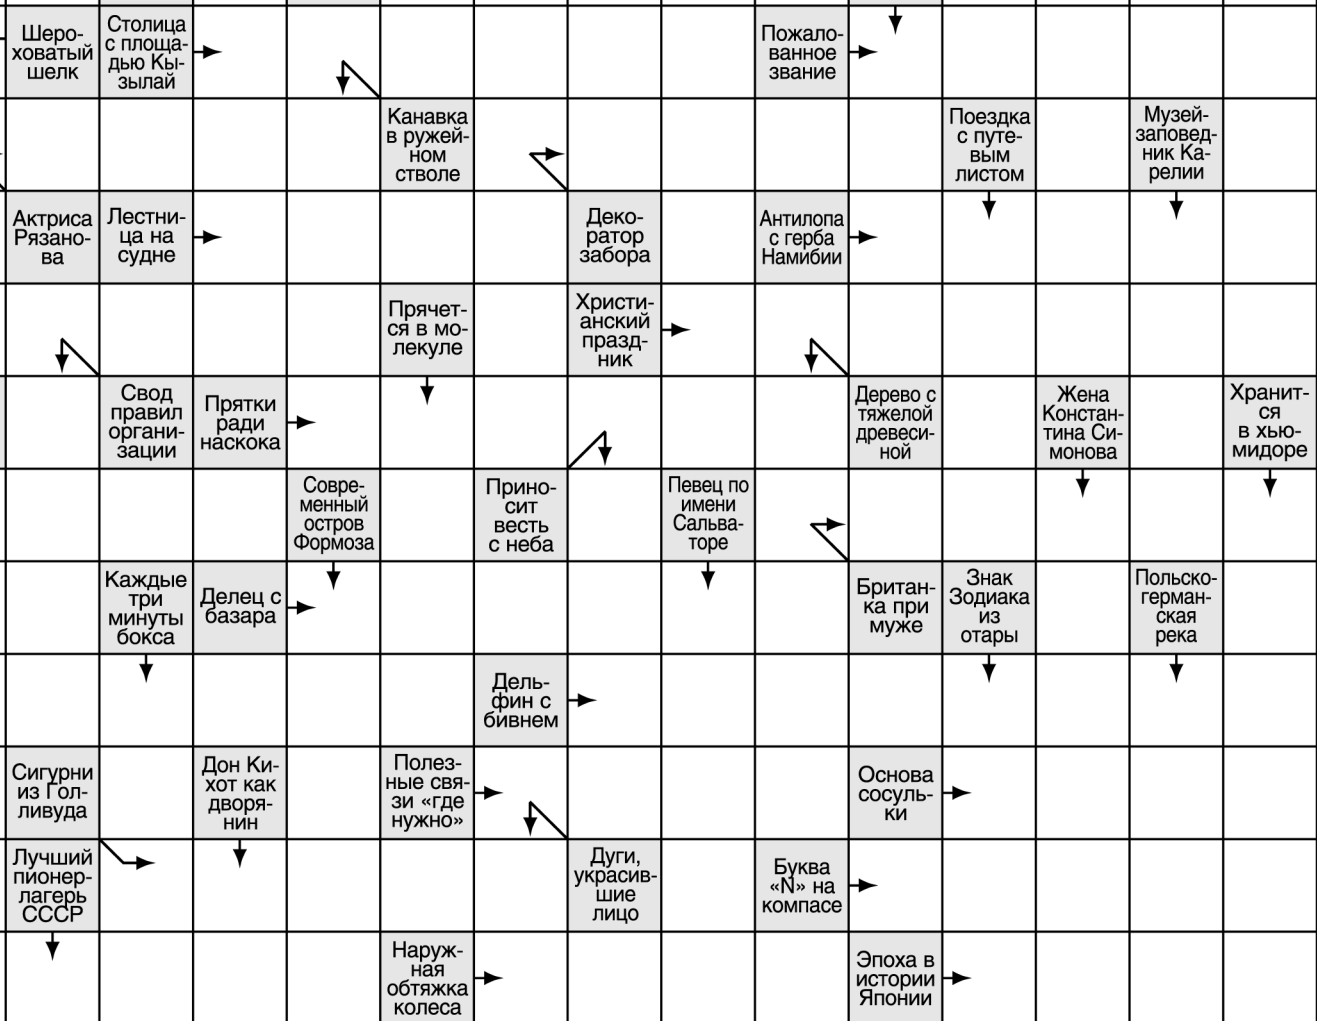 Шеро-
ховатый
шелк
Столица
с площа-
дью Кы-
зылай
Пожало-
ванное
звание
Канавка
в ружей-
ном
стволе
Поездка
с путе-
вым
листом
Музей-
заповед-
ник Ка-
релии
Актриса
Рязано-
ва
Лестни-
ца на
судне
Деко-
ратор
забора
Антилопа
с герба
Намибии
Прячет-
ся в мо-
лекуле
Христи-
анский
празд-
ник
Свод
правил
органи-
зации
Прятки
ради
наскока
Дерево с
тяжелой
древеси-
ной
Жена
Констан-
тина Си-
монова
Хранит-
ся
в хью-
мидоре
Совре-
менный
остров
Формоза
Прино-
сит
весть
с неба
Певец по
имени
Сальва-
торе
Каждые
три
минуты
бокса
Делец с
базара
Британ-
ка при
муже
Знак
Зодиака
из
отары
Польско-
герман-
ская
река
Дель-
фин с
бивнем
Сигурни
из Гол-
ливуда
Дон Ки-
хот как
дворя-
нин
Полез-
ные свя-
зи «где
нужно»
Основа
сосуль-
ки
Лучший
пионер-
лагерь
СССР
Дуги,
украсив-
шие
лицо
Буква
«N» на
компасе
Наруж-
ная
обтяжка
колеса
Эпоха в
истории
Японии